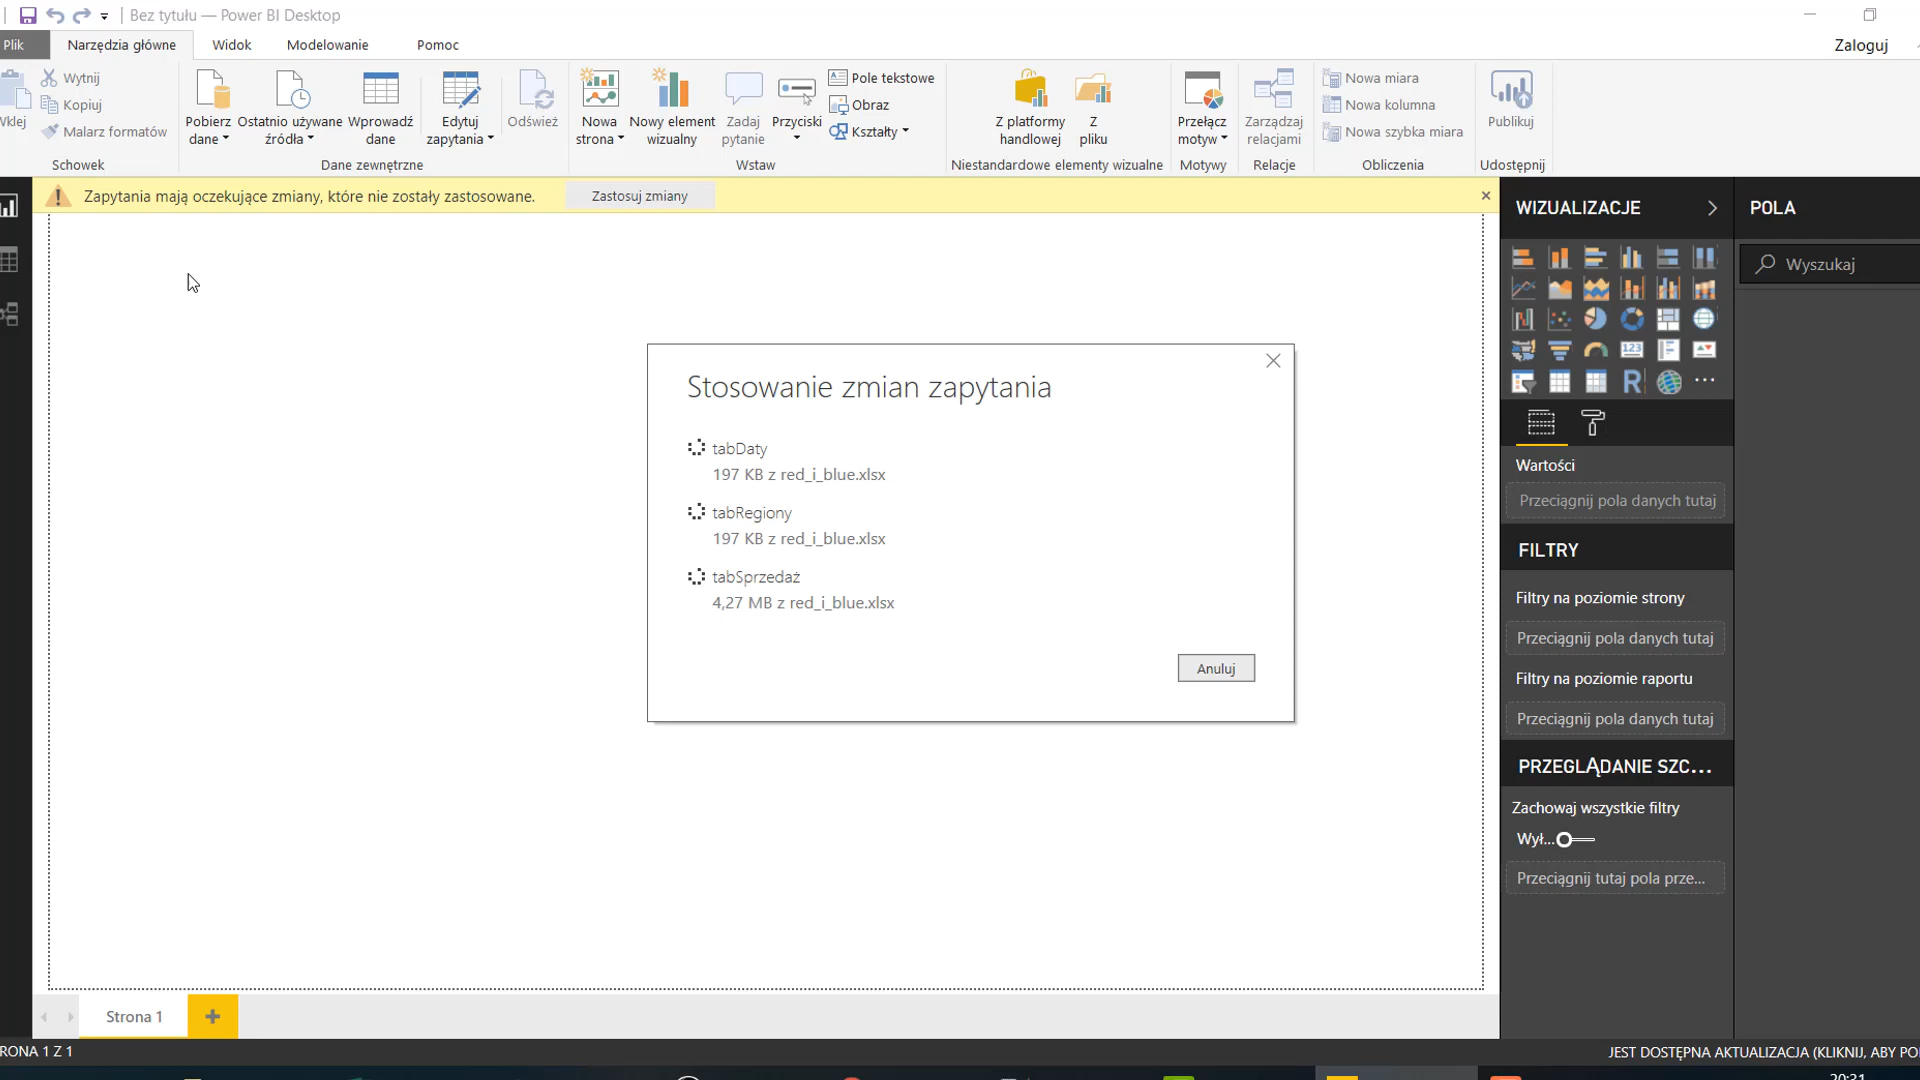 Bez tytułu — Power BI Desktop
Plik
Narzędzia główne
Widok
Modelowanie
Pomoc
Zaloguj
Wytnij
Kopiuj
Malarz formatów
Schowek
Pobierz
dane
Ostatnio używane
źródła
Wprowadź
dane
Edytuj
zapytania
Odśwież
Dane zewnętrzne
Nowa
strona
Nowy element
wizualny
Zadaj
pytanie
Przyciski
Pole tekstowe
Obraz
Kształty
Wstaw
Z platformy
handlowej
Z
pliku
Niestandardowe elementy wizualne
Przełącz
motyw
Motywy
Zarządzaj
relacjami
Relacje
Nowa miara
Nowa kolumna
Nowa szybka miara
Obliczenia
Publikuj
Udostępnij
Zapytania mają oczekujące zmiany, które nie zostały zastosowane.
Zastosuj zmiany
Stosowanie zmian zapytania
tabDaty
197 KB z red_i_blue.xlsx
tabRegiony
197 KB z red_i_blue.xlsx
tabSprzedaż
4,27 MB z red_i_blue.xlsx
Anuluj
WIZUALIZACJE
123
R
Wartości
Przeciągnij pola danych tutaj
FILTRY
Filtry na poziomie strony
Przeciągnij pola danych tutaj
Filtry na poziomie raportu
Przeciągnij pola danych tutaj
PRZEGLĄDANIE SZC...
Zachowaj wszystkie filtry
Wył...
Przeciągnij tutaj pola prze...
POLA
Wyszukaj
Strona 1
RONA 1 Z 1
JEST DOSTĘPNA AKTUALIZACJA (KLIKNIJ, ABY PO
20:31